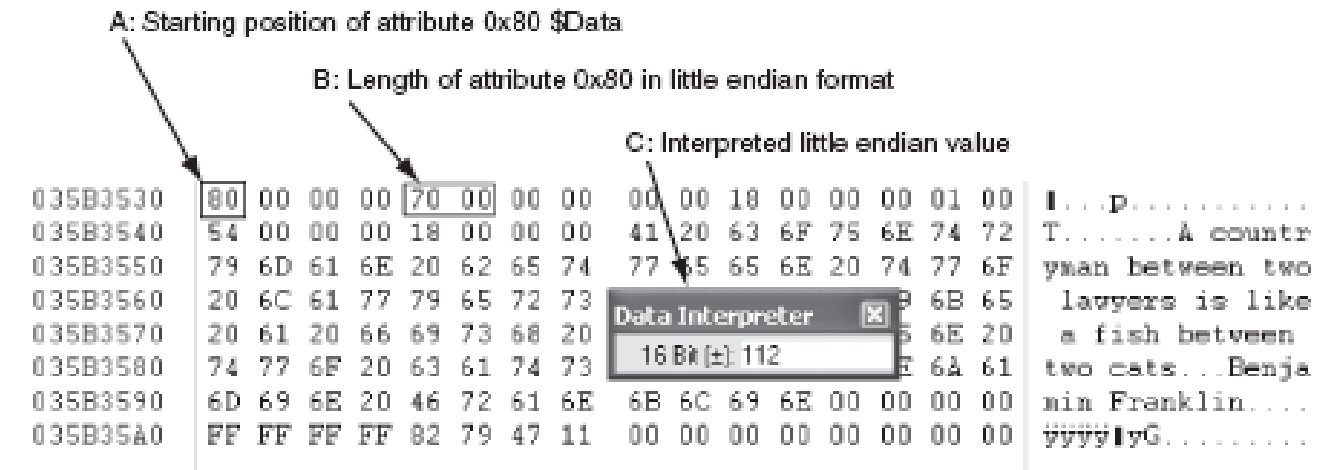 A: Starting position of attribute 0x80 $Data
B: Length of attribute 0x80 in little endian format
C: Interpreted little endian value
035B3530 80 00 00 00 70 00 00 00 00 00 18 00 00 00 01 00 ...p...........
035B3540 54 00 00 00 18 00 00 00 41 20 63 6F 75 6E 74 72 T.......A countr
035B3550 79 6D 61 6E 20 62 65 74 77 65 65 6E 20 74 77 6F yman between two
035B3560 20 6C 61 77 79 65 72 73 6B 65 lawyers is like
035B3570 20 61 20 66 69 73 68 20 6E 20 a fish between
035B3580 74 77 6F 20 63 61 74 73 6A 61 two cats...Benja
035B3590 6D 69 6E 20 46 72 61 6E 6B 6C 69 6E 00 00 00 00 min Franklin....
035B35A0 FF FF FF FF 82 79 47 11 00 00 00 00 00 00 00 00 ÿÿÿÿ yG.........
Data Interpreter
16 Bit (±): 112